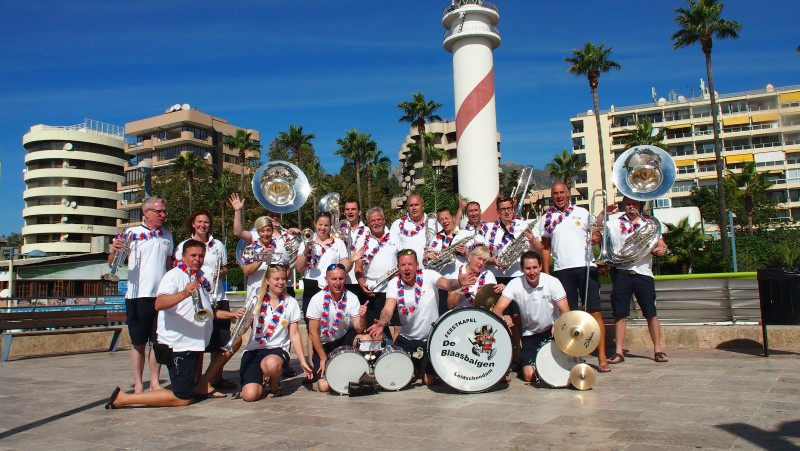 FEESTKAPEL
De Blaasbalgen
Leidschendam